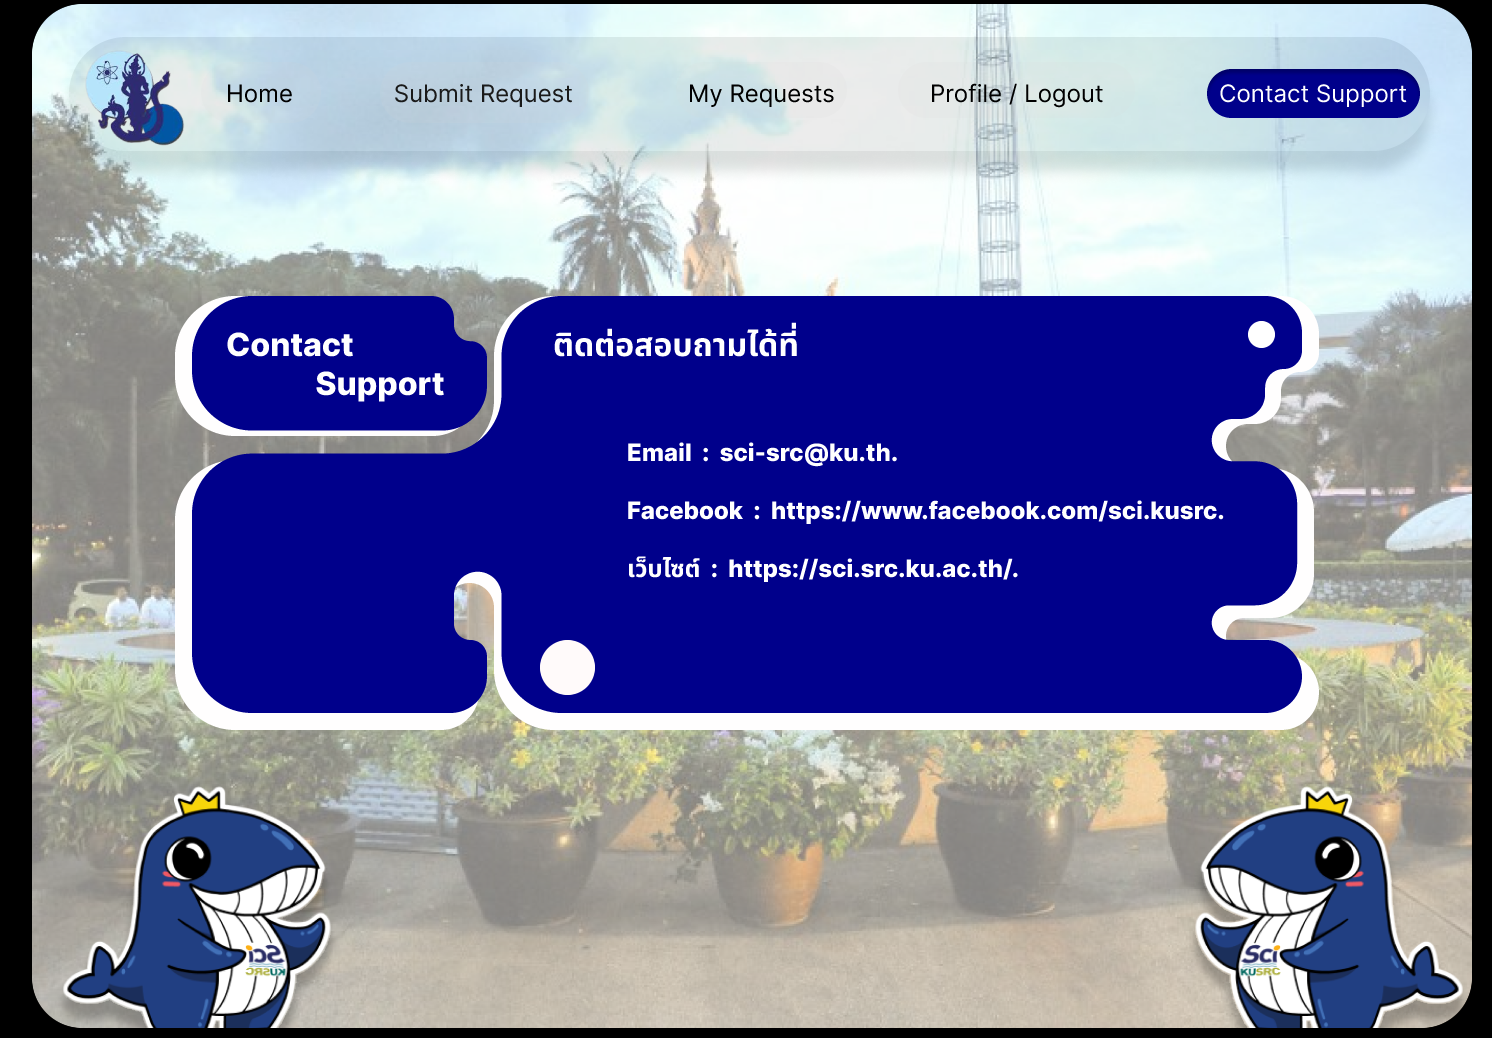 Home
Submit Request
My Requests
Profile / Logout
Contact Support
Contact
Support
ติดต่อสอบถามได้ที่
Email : sci-src@ku.th.
Facebook : https://www.facebook.com/sci.kusrc.
เว็บไซต์ : https://sci.src.ku.ac.th/.
Sci
KUSRC
Sci
KUSRC